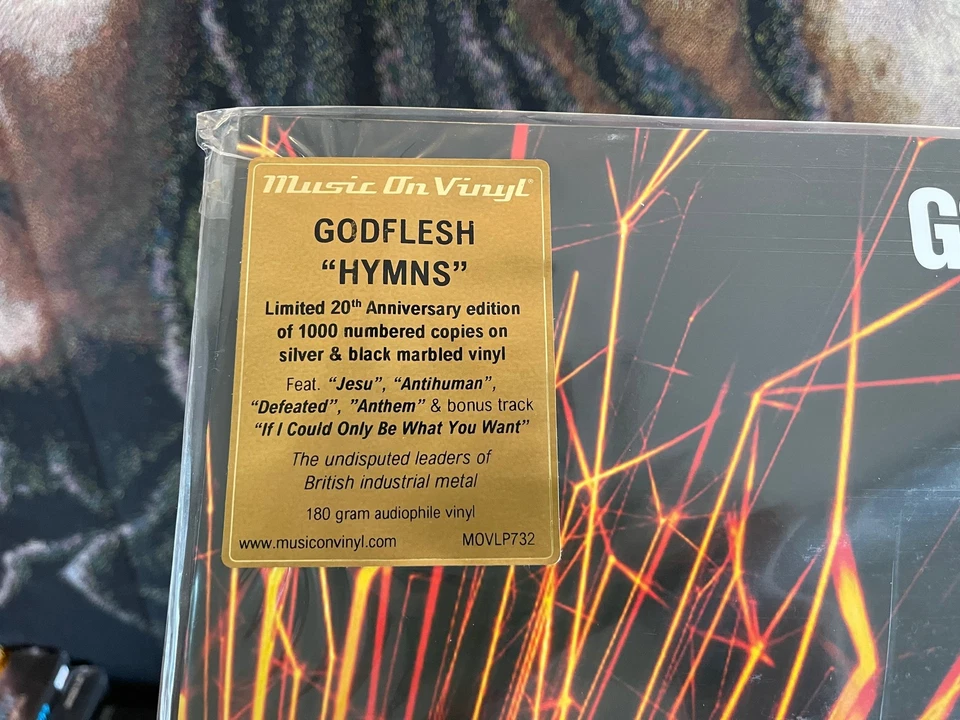 Music On Vinyl®
GODFLESH
“HYMNS”
Limited 20th Anniversary edition
of 1000 numbered copies on
silver & black marbled vinyl
Feat. “Jesu”, “Antihuman”,
“Defeated”, ”Anthem” & bonus track
“If I Could Only Be What You Want”
The undisputed leaders of
British industrial metal
180 gram audiophile vinyl
www.musiconvinyl.com MOVLP732
G